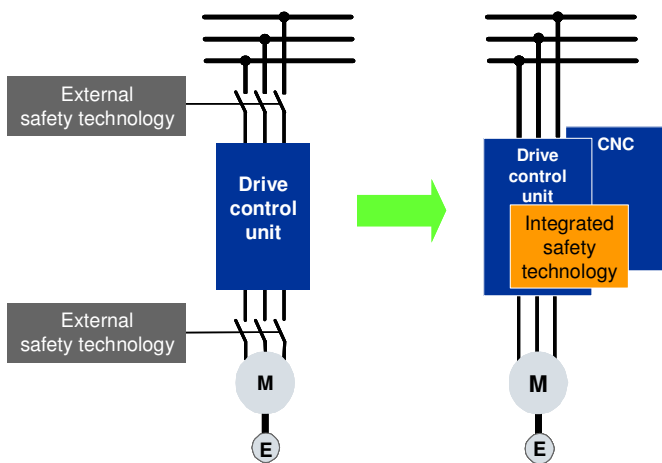 External
safety technology
Drive
control
unit
External
safety technology
M
E
CNC
Drive
control
unit
Integrated
safety
technology
M
E